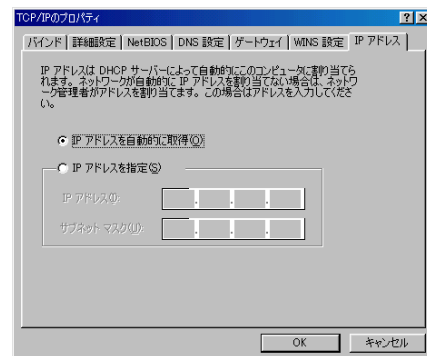 TCP/IPのプロパティ
バインド 詳細設定 NetBIOS DNS 設定 ゲートウェイ WINS 設定 IP アドレス
IP アドレスは DHCP サーバーによって自動的にこのコンピュータに割り当てら
れます。ネットワークが自動的に IP アドレスを割り当てない場合は、ネットワ
ーク管理者がアドレスを割り当てます。この場合はアドレスを入力してくださ
い。
IP アドレスを自動的に取得(O)
IP アドレスを指定(S)
IP アドレス(I):
サブネット マスク(U):
OK キャンセル